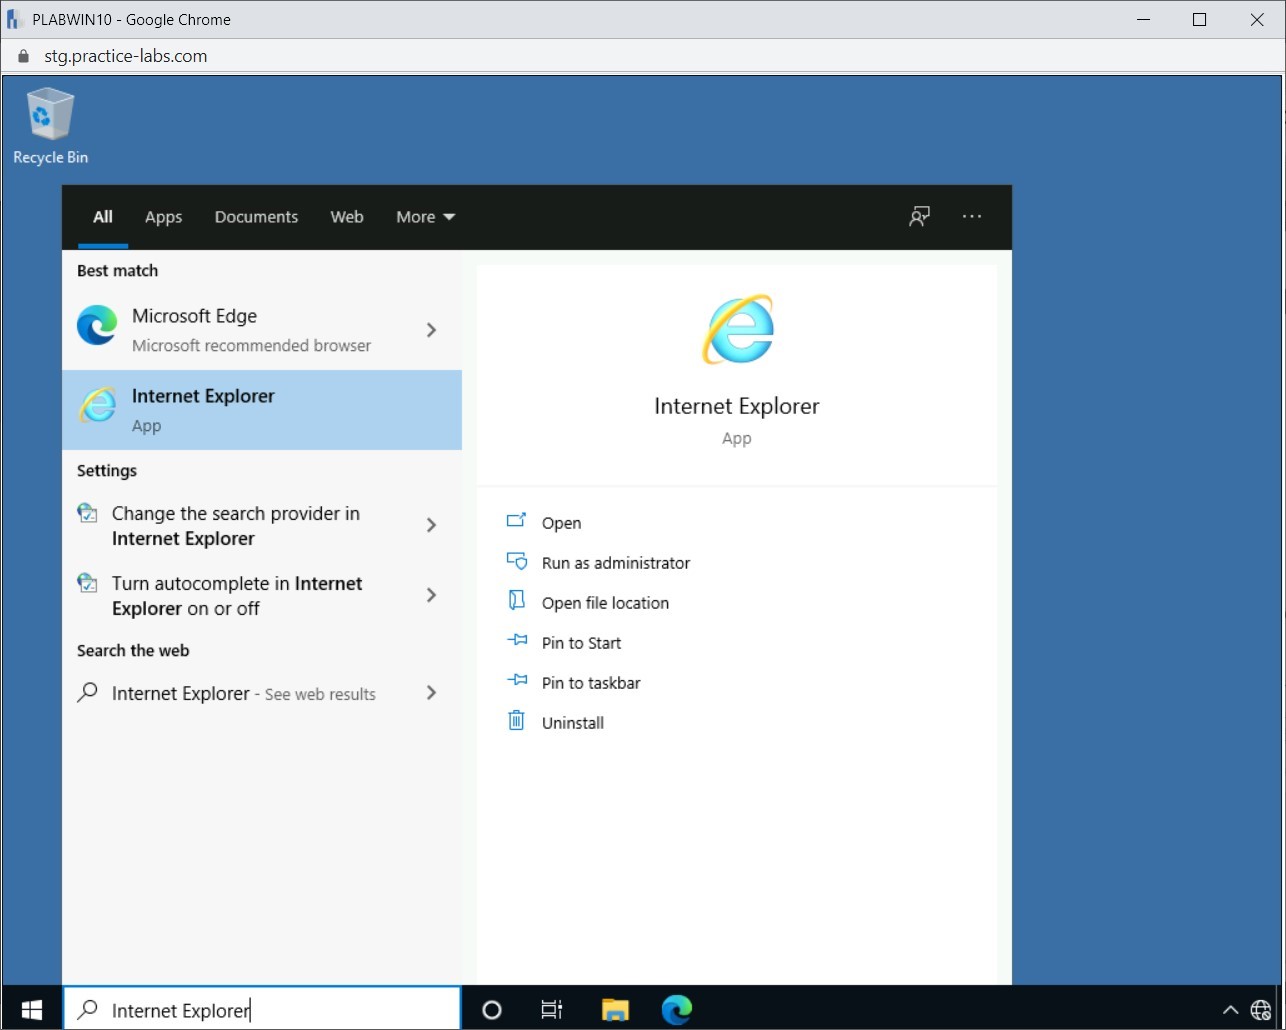 PLABWIN10 - Google Chrome
stg.practice-labs.com
Recycle Bin
All Apps Documents Web More
Best match
Microsoft Edge
Microsoft recommended browser
Internet Explorer
App
Settings
Change the search provider in
Internet Explorer
Turn autocomplete in Internet
Explorer on or off
Search the web
Internet Explorer - See web results
Internet Explorer
App
Open
Run as administrator
Open file location
Pin to Start
Pin to taskbar
Uninstall
Internet Explorer